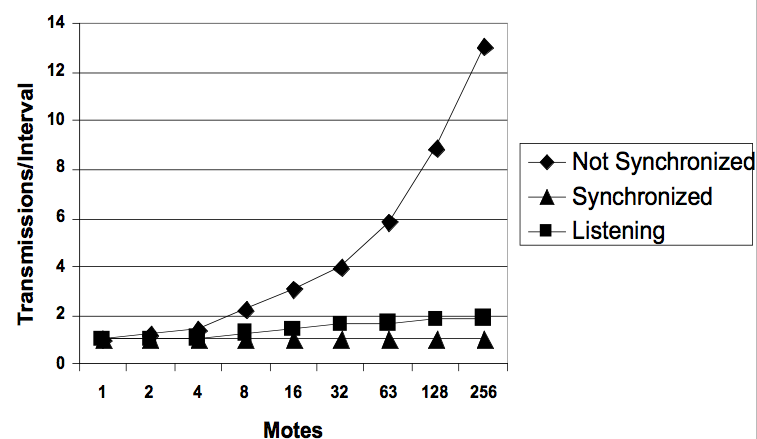 14
12
10
8
6
4
2
0
Transmissions/Interval
1 2 4 8 16 32 63 128 256
Motes
Not Synchronized
Synchronized
Listening